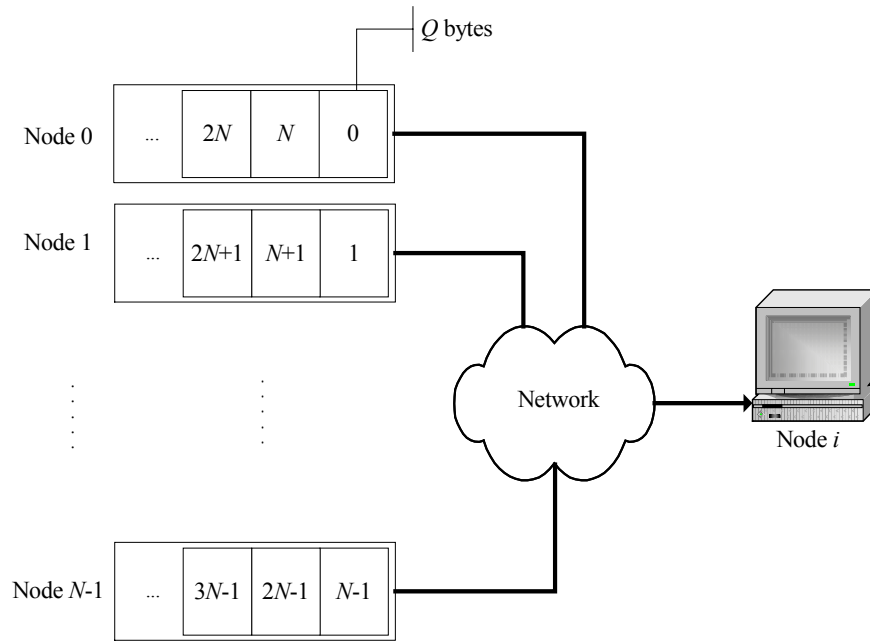 Q bytes
Node 0 ... 2N N 0
Node 1 ... 2N+1 N+1 1
Network
Node i
Node N-1 ... 3N-1 2N-1 N-1